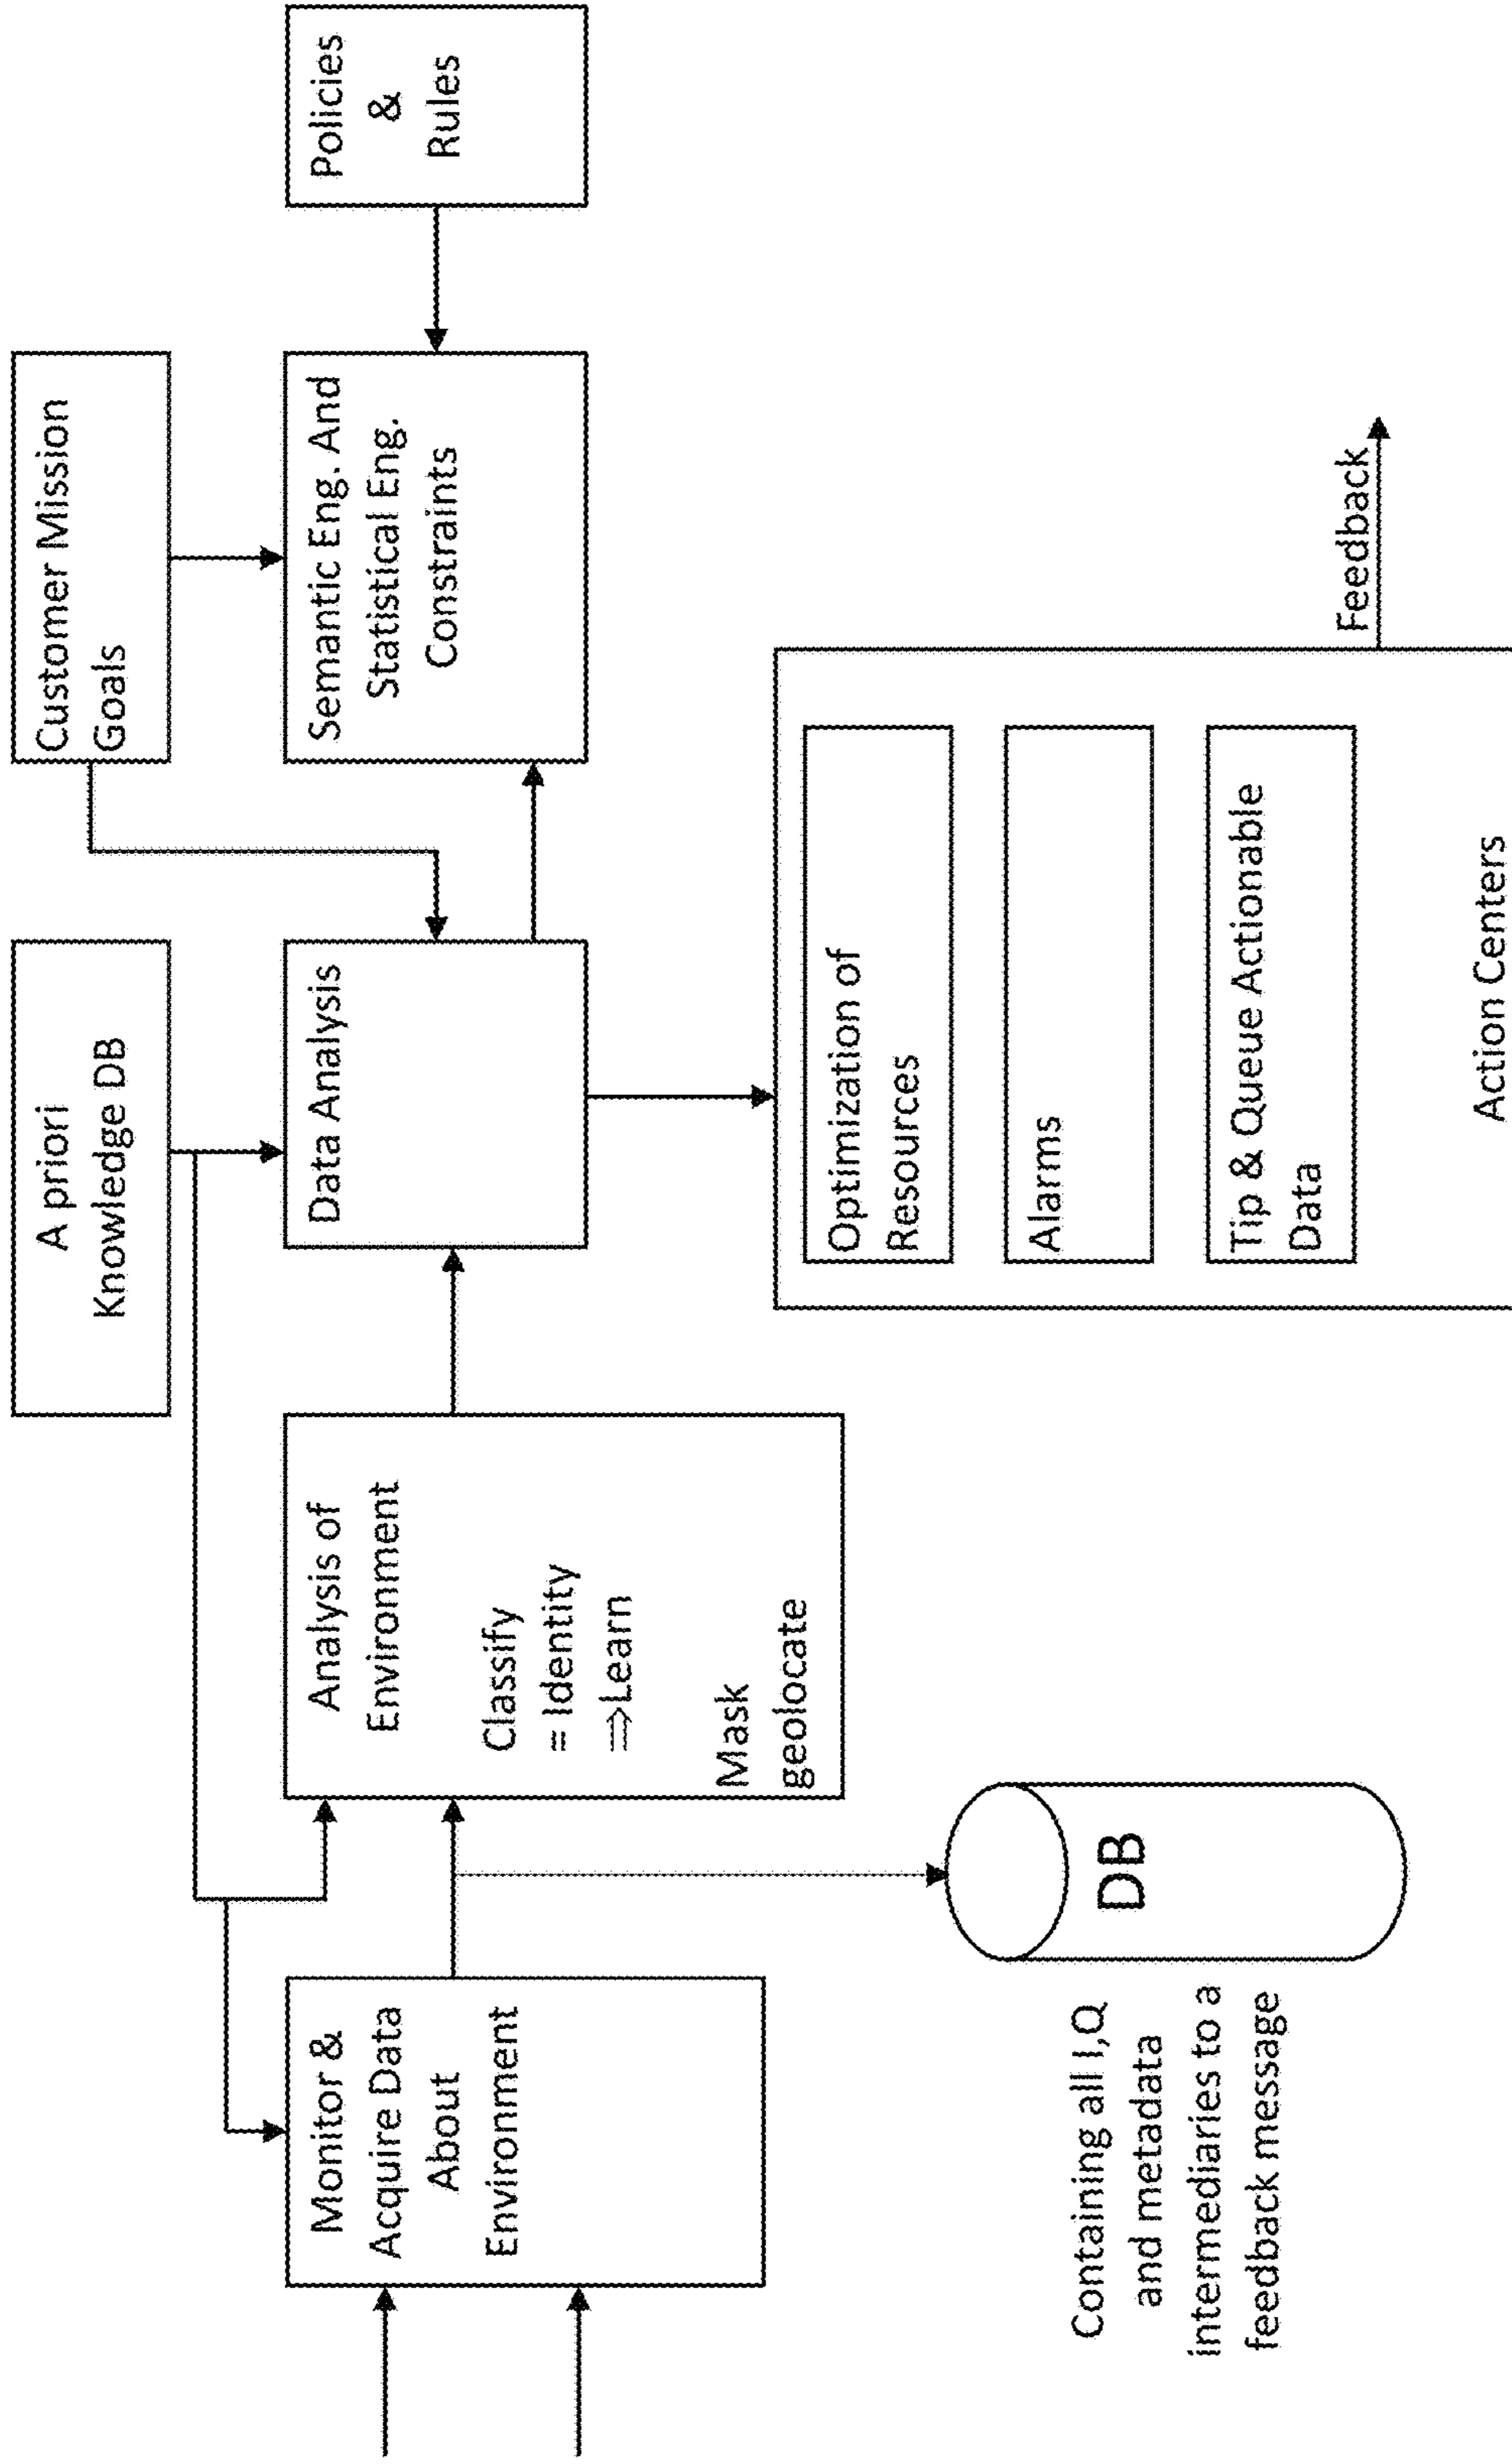 A priori
Knowledge DB
Customer Mission
Goals
Monitor &
Acquire Data
About
Environment
Analysis of
Environment
Classify
= Identity
⇒Learn
Mask
geolocate
Data Analysis
Semantic Eng. And
Statistical Eng.
Constraints
Policies
&
Rules
DB
Containing all I,Q
and metadata
intermediaries to a
feedback message
Optimization of
Resources
Alarms
Tip & Queue Actionable
Data
Action Centers
Feedback